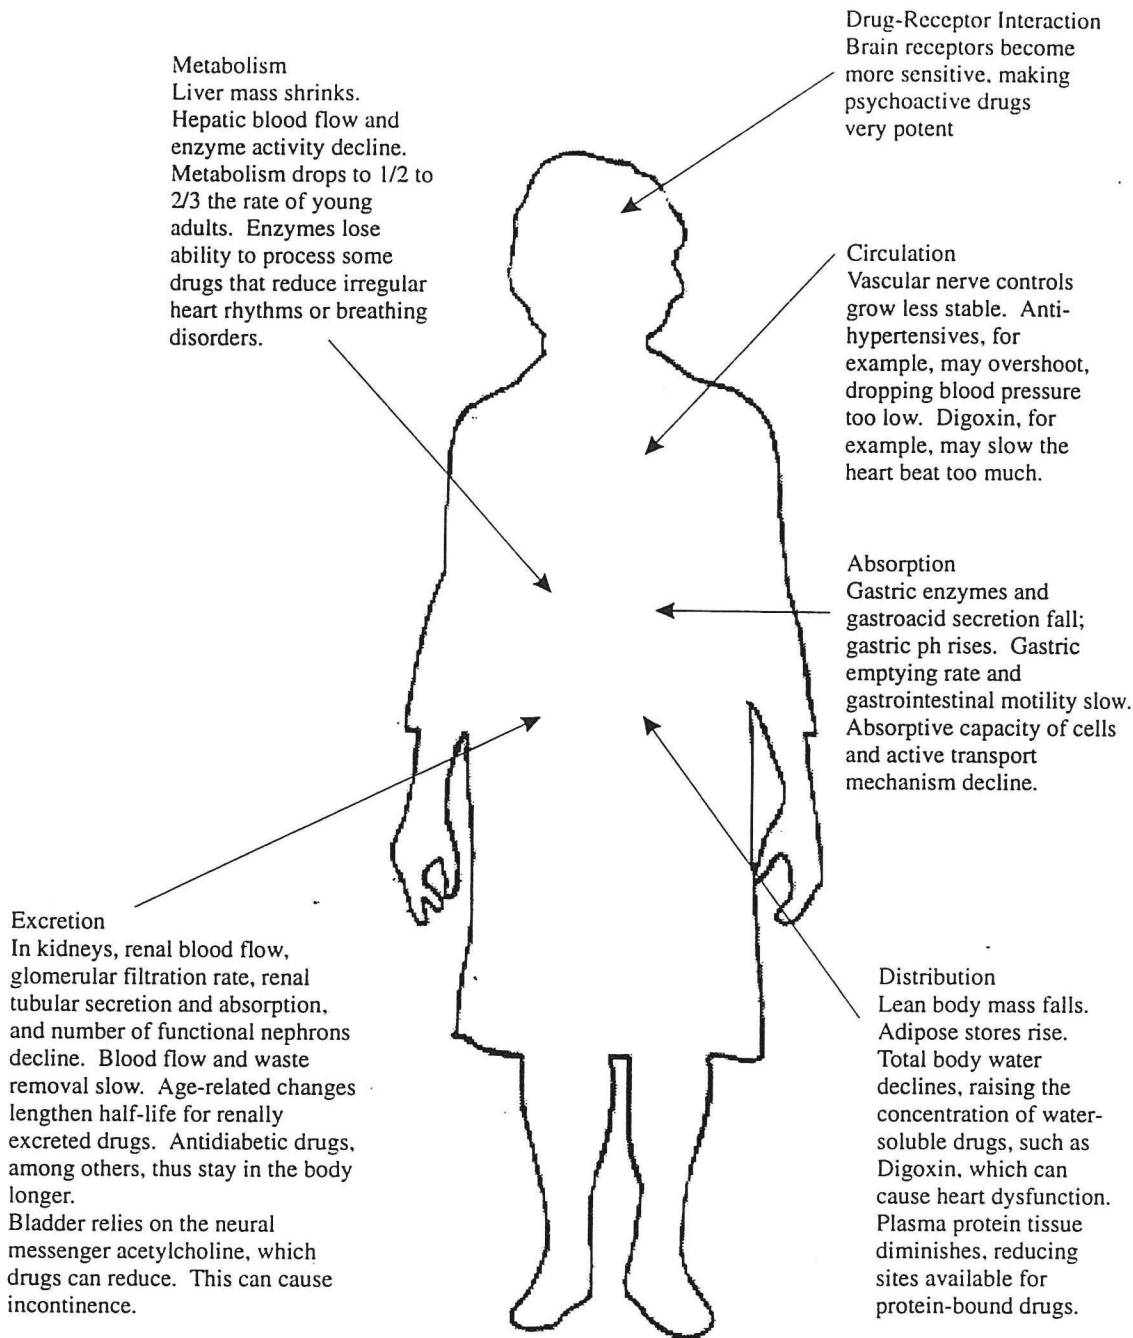 Drug-Receptor Interaction
Brain receptors become
more sensitive, making
psychoactive drugs
very potent
Metabolism
Liver mass shrinks.
Hepatic blood flow and
enzyme activity decline.
Metabolism drops to 1/2 to
2/3 the rate of young
adults. Enzymes lose
ability to process some
drugs that reduce irregular
heart rhythms or breathing
disorders.
Circulation
Vascular nerve controls
grow less stable. Anti-
hypertensives, for
example, may overshoot,
dropping blood pressure
too low. Digoxin, for
example, may slow the
heart beat too much.
Absorption
Gastric enzymes and
gastroacid secretion fall;
gastric ph rises. Gastric
emptying rate and
gastrointestinal motility slow.
Absorptive capacity of cells
and active transport
mechanism decline.
Excretion
In kidneys, renal blood flow,
glomerular filtration rate, renal
tubular secretion and absorption,
and number of functional nephrons
decline. Blood flow and waste
removal slow. Age-related changes
lengthen half-life for renally
excreted drugs. Antidiabetic drugs,
among others, thus stay in the body
longer.
Bladder relies on the neural
messenger acetylcholine, which
drugs can reduce. This can cause
incontinence.
Distribution
Lean body mass falls.
Adipose stores rise.
Total body water
declines, raising the
concentration of water-
soluble drugs, such as
Digoxin, which can
cause heart dysfunction.
Plasma protein tissue
diminishes, reducing
sites available for
protein-bound drugs.